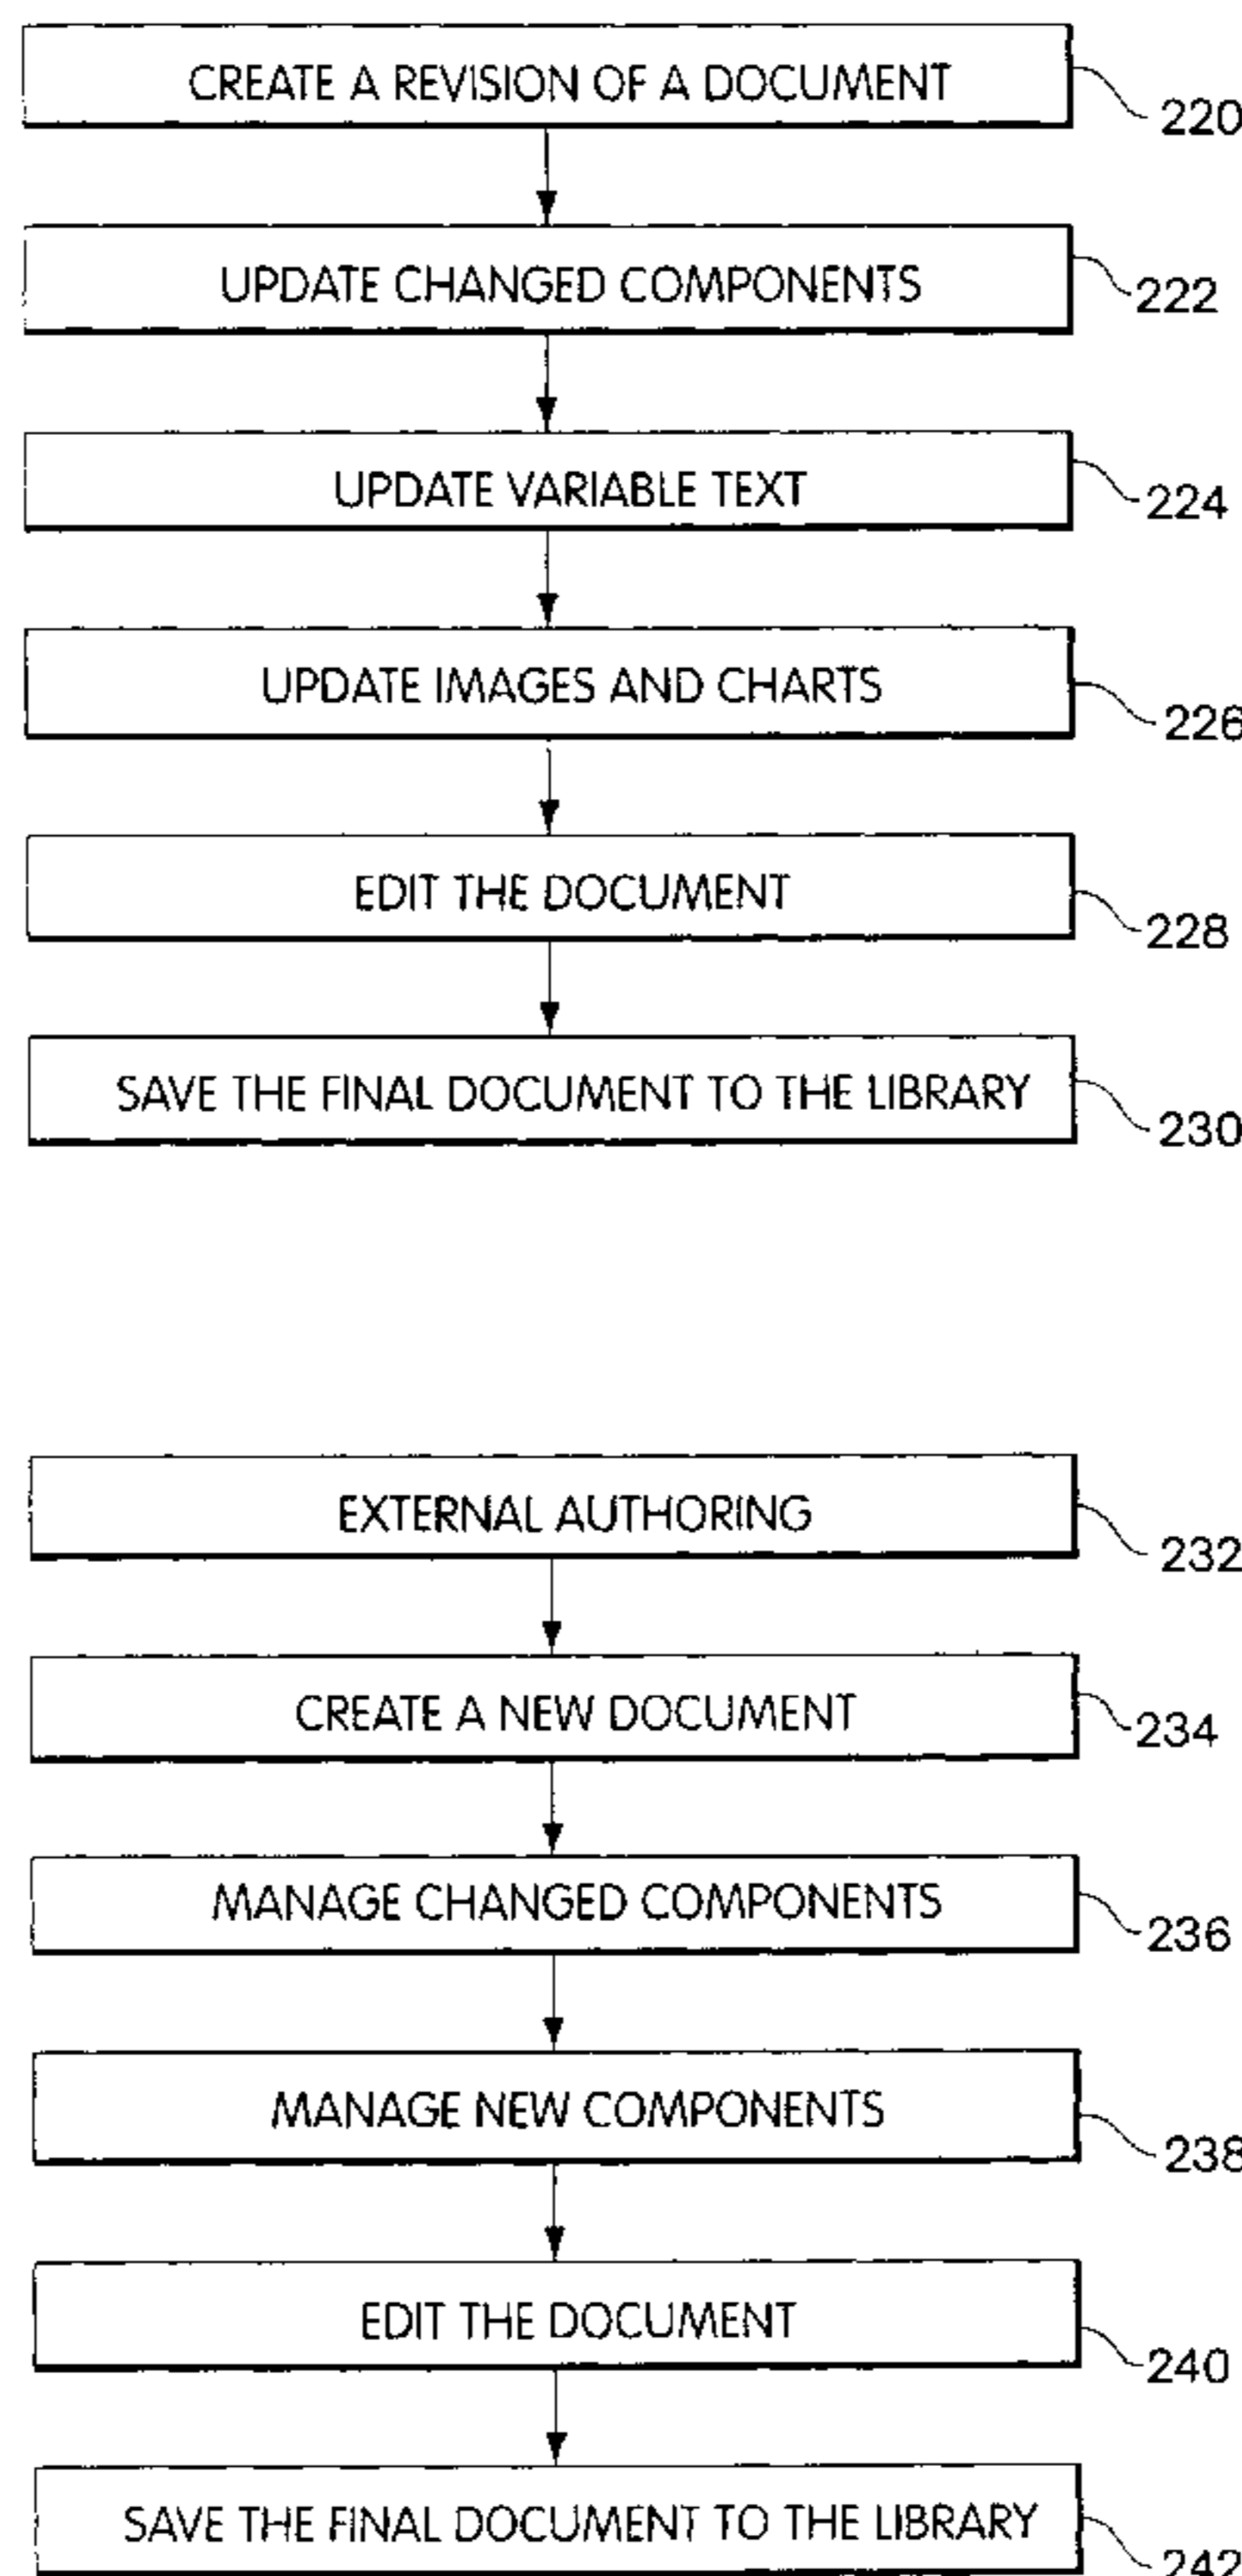 CREATE A REVISION OF A DOCUMENT
220
UPDATE CHANGED COMPONENTS
222
UPDATE VARIABLE TEXT
224
UPDATE IMAGES AND CHARTS
226
EDIT THE DOCUMENT
228
SAVE THE FINAL DOCUMENT TO THE LIBRARY
230
EXTERNAL AUTHORING
232
CREATE A NEW DOCUMENT
234
MANAGE CHANGED COMPONENTS
236
MANAGE NEW COMPONENTS
238
EDIT THE DOCUMENT
240
SAVE THE FINAL DOCUMENT TO THE LIBRARY
242